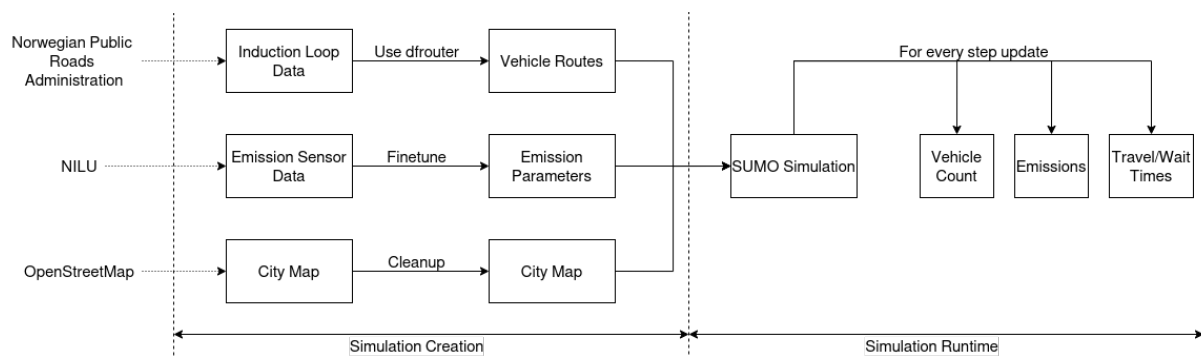 Norwegian Public
Roads
Administration
Induction Loop
Data
Use dfrouter
Vehicle Routes
For every step update
NILU
Emission Sensor
Data
Finetune
Emission
Parameters
SUMO Simulation
Vehicle
Count
Emissions
Travel/Wait
Times
OpenStreetMap
City Map
Cleanup
City Map
Simulation Creation
Simulation Runtime